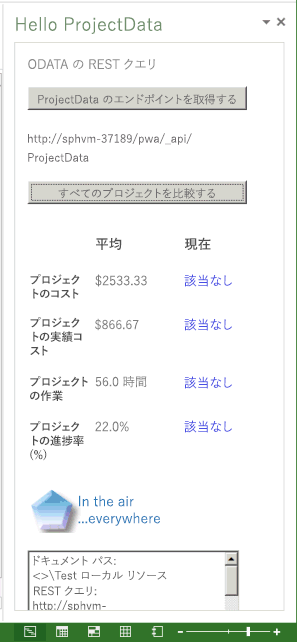 Hello ProjectData
ODATA の REST クエリ
ProjectData のエンドポイントを取得する
http://sphvm-37189/pwa/_api/
ProjectData
すべてのプロジェクトを比較する
平均 現在
プロジェク
トのコスト
$2533.33 該当なし
プロジェク
トの実績コ
スト
$866.67 該当なし
プロジェクト
の作業
56.0 時間 該当なし
プロジェク
トの進捗率
(%)
22.0% 該当なし
In the air
...everywhere
ドキュメント パス:
<>\Test ローカル リソース
REST クエリ:
http://sphvm-